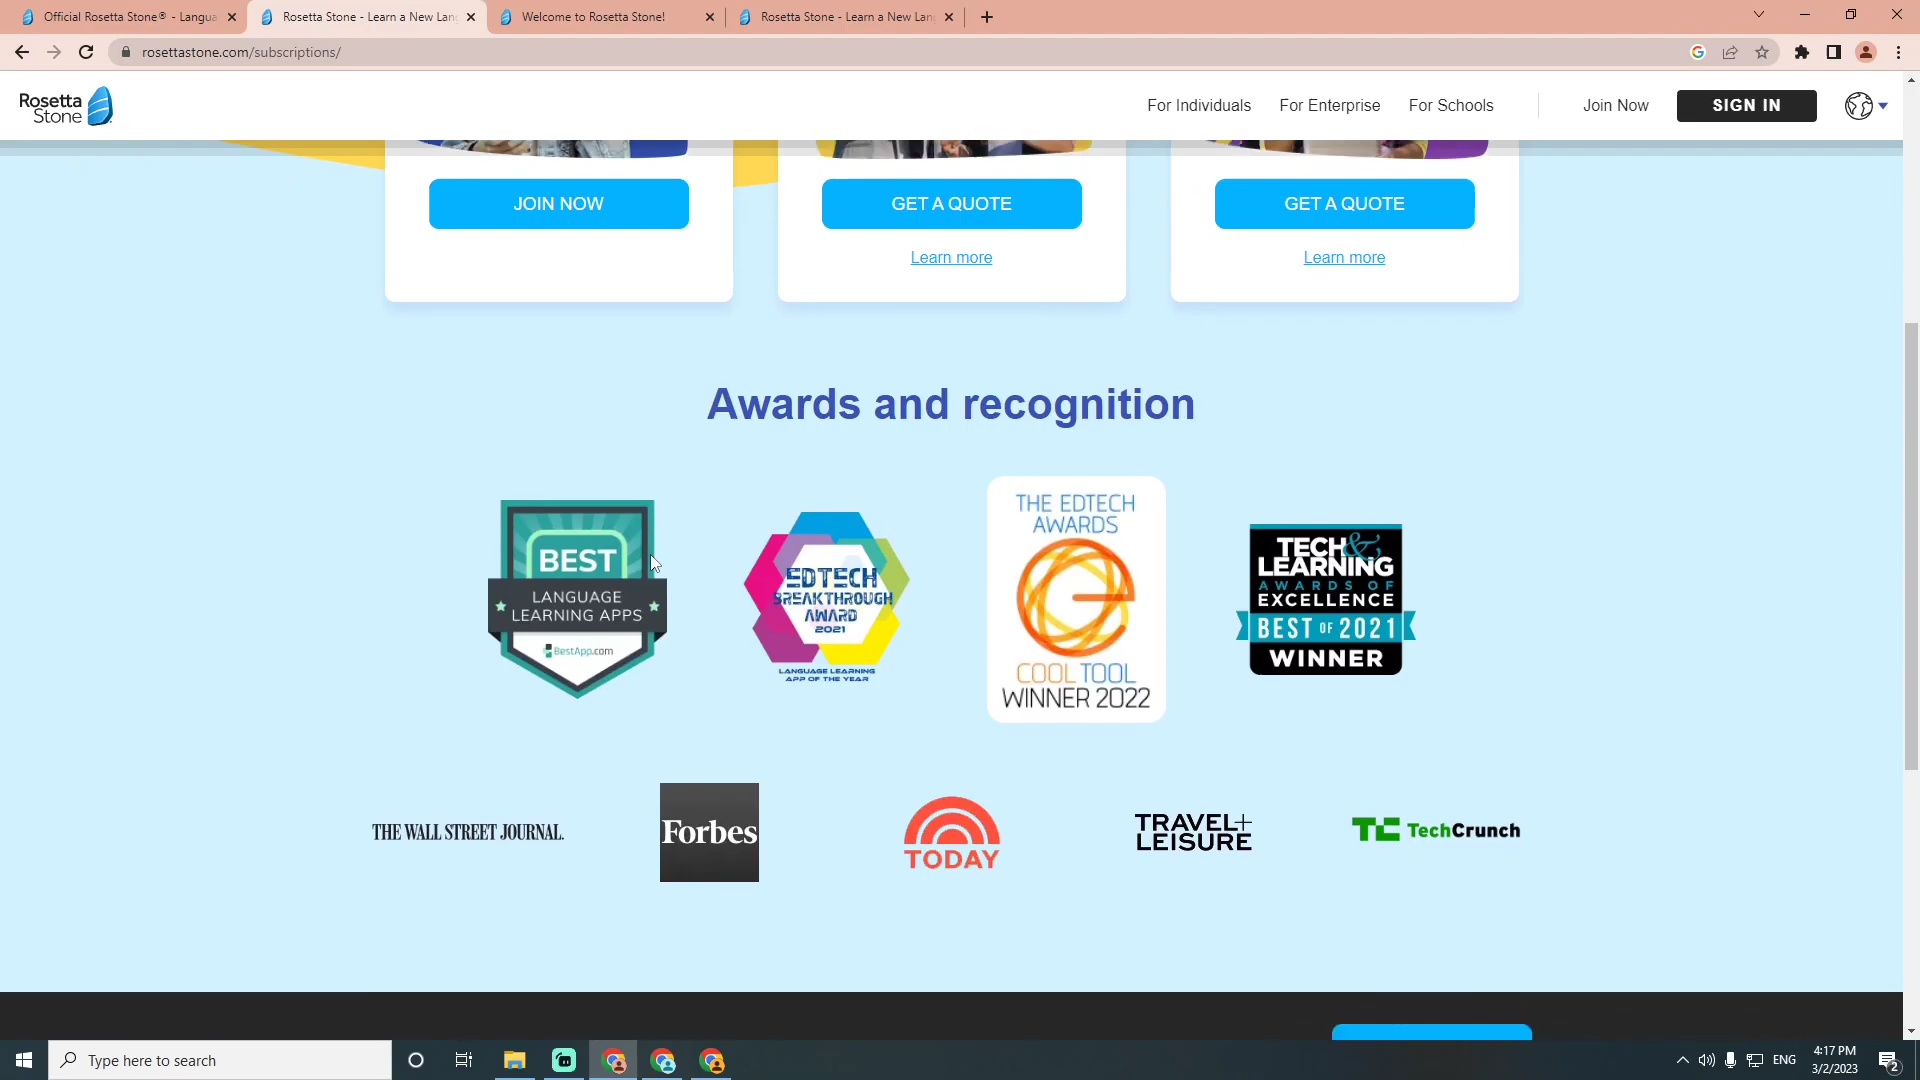 Official Rosetta Stone® - Langua
Rosetta Stone - Learn a New Lan
Welcome to Rosetta Stone!
Rosetta Stone - Learn a New Lan
rosettastone.com/subscriptions/
Rosetta
Stone
For Individuals
For Enterprise
For Schools
Join Now
SIGN IN
JOIN NOW
GET A QUOTE
GET A QUOTE
Learn more
Learn more
Awards and recognition
BEST
LANGUAGE
LEARNING APPS
BestApp.com
EDTECH
BREAKTHROUGH
AWARD
2021
LANGUAGE LEARNING
APP OF THE YEAR
THE EDTECH
AWARDS
COOL TOOL
WINNER 2022
TECH &
LEARNING
AWARDS OF
EXCELLENCE
BEST OF 2021
WINNER
THE WALL STREET JOURNAL.
Forbes
TODAY
TRAVEL+
LEISURE
TC TechCrunch
Type here to search
ENG
4:17 PM
3/2/2023
2